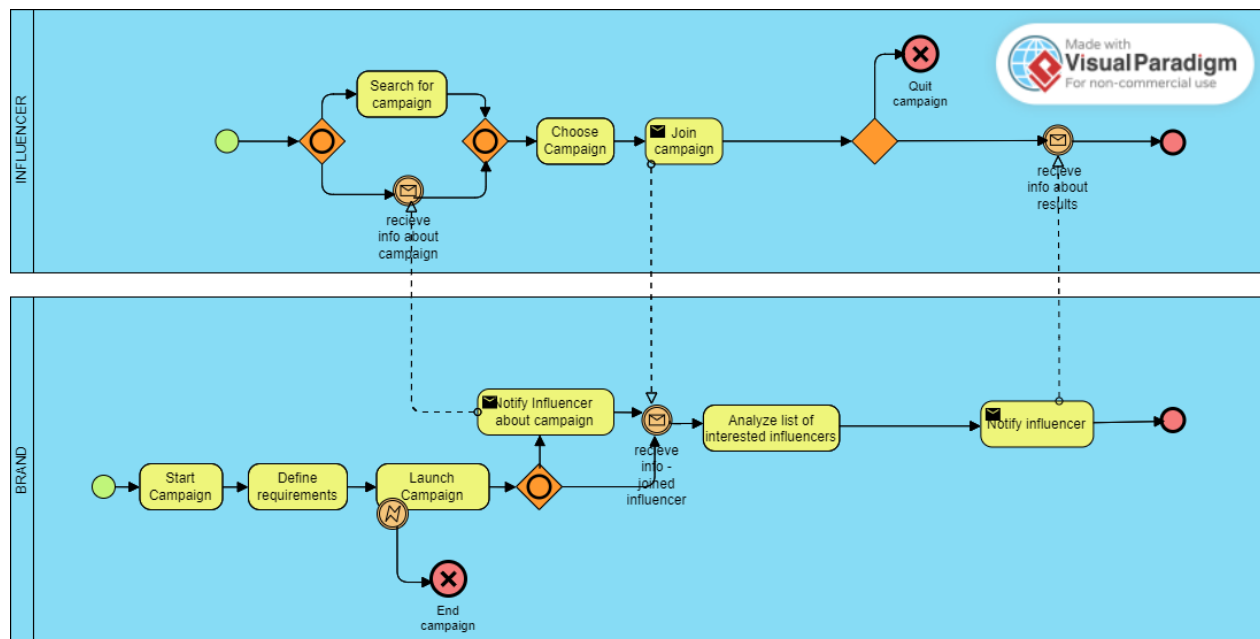 INFLUENCER
Made with
VisualParadigm
For non-commercial use
Quit
campaign
Search for
campaign
Choose
Campaign
Join
campaign
recieve
info about
campaign
recieve
info about
results
BRAND
Notify Influencer
about campaign
Analyze list of
interested influencers
Notify influencer
recieve
info -
joined
influencer
Start
Campaign
Define
requirements
Launch
Campaign
End
campaign